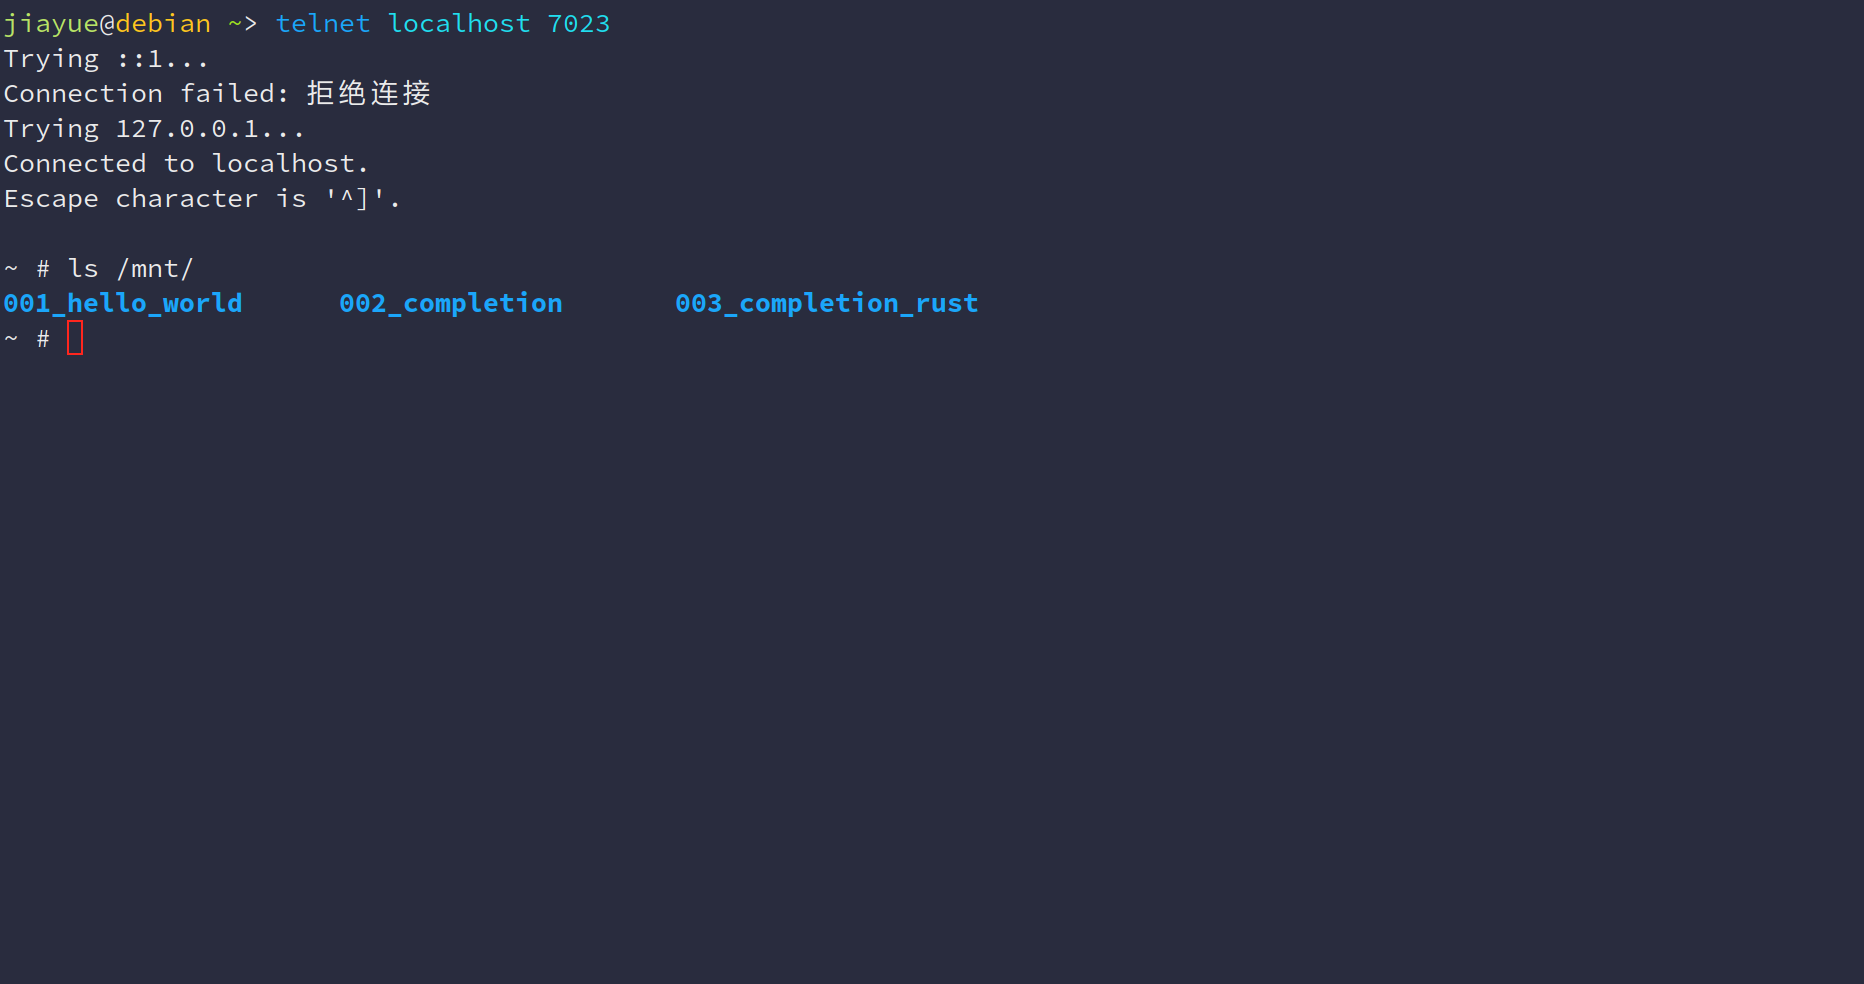 jiayue@debian ~> telnet localhost 7023
Trying ::1...
Connection failed: 拒绝连接
Trying 127.0.0.1...
Connected to localhost.
Escape character is '^]'.
~ # ls /mnt/
001_hello_world 002_completion 003_completion_rust
~ #